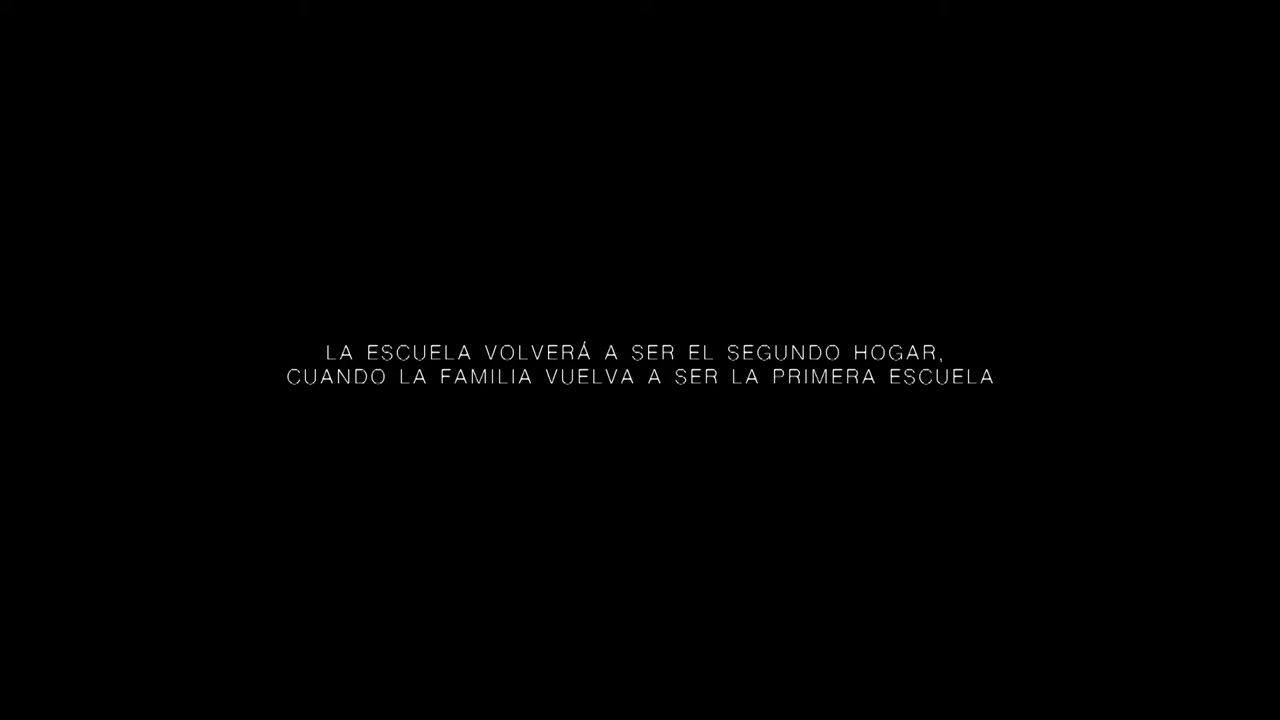 LA ESCUELA VOLVERÁ A SER EL SEGUNDO HOGAR,
CUANDO LA FAMILIA VUELVA A SER LA PRIMERA ESCUELA